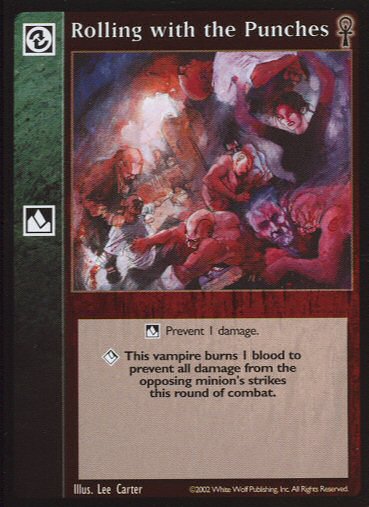 Rolling with the Punches
Prevent 1 damage.
This vampire burns 1 blood to
prevent all damage from the
opposing minion's strikes
this round of combat.
Illus. Lee Carter
©2002 White Wolf Publishing, Inc. All Rights Reserved.